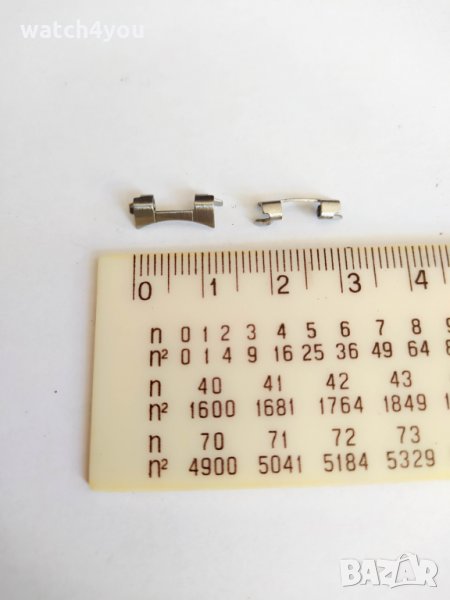 watch4you
0 1 2 3 4
n 0 1 2 3 4 5 6 7 8
n² 0 1 4 9 16 25 36 49 64
n 40 41 42 43
n² 1600 1681 1764 1849
n 70 71 72 73
n² 4900 5041 5184 5329
BAZAR